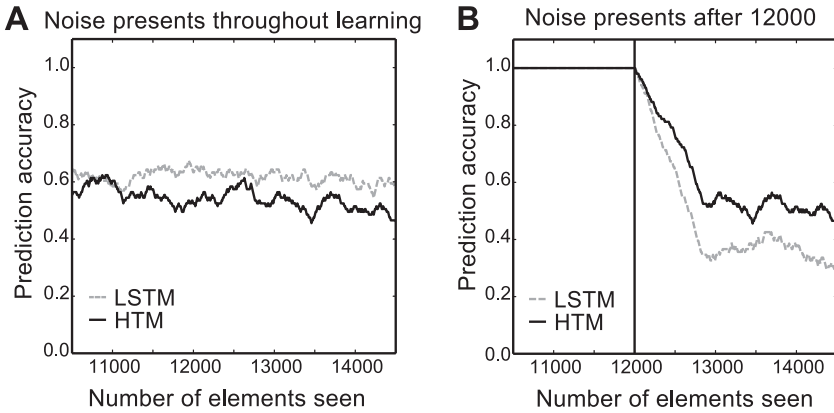 A Noise presents throughout learning
Prediction accuracy
1.0
0.8
0.6
0.4
0.2
0.0
LSTM
HTM
11000 12000 13000 14000
Number of elements seen
B Noise presents after 12000
Prediction accuracy
1.0
0.8
0.6
0.4
0.2
0.0
LSTM
HTM
11000 12000 13000 14000
Number of elements seen